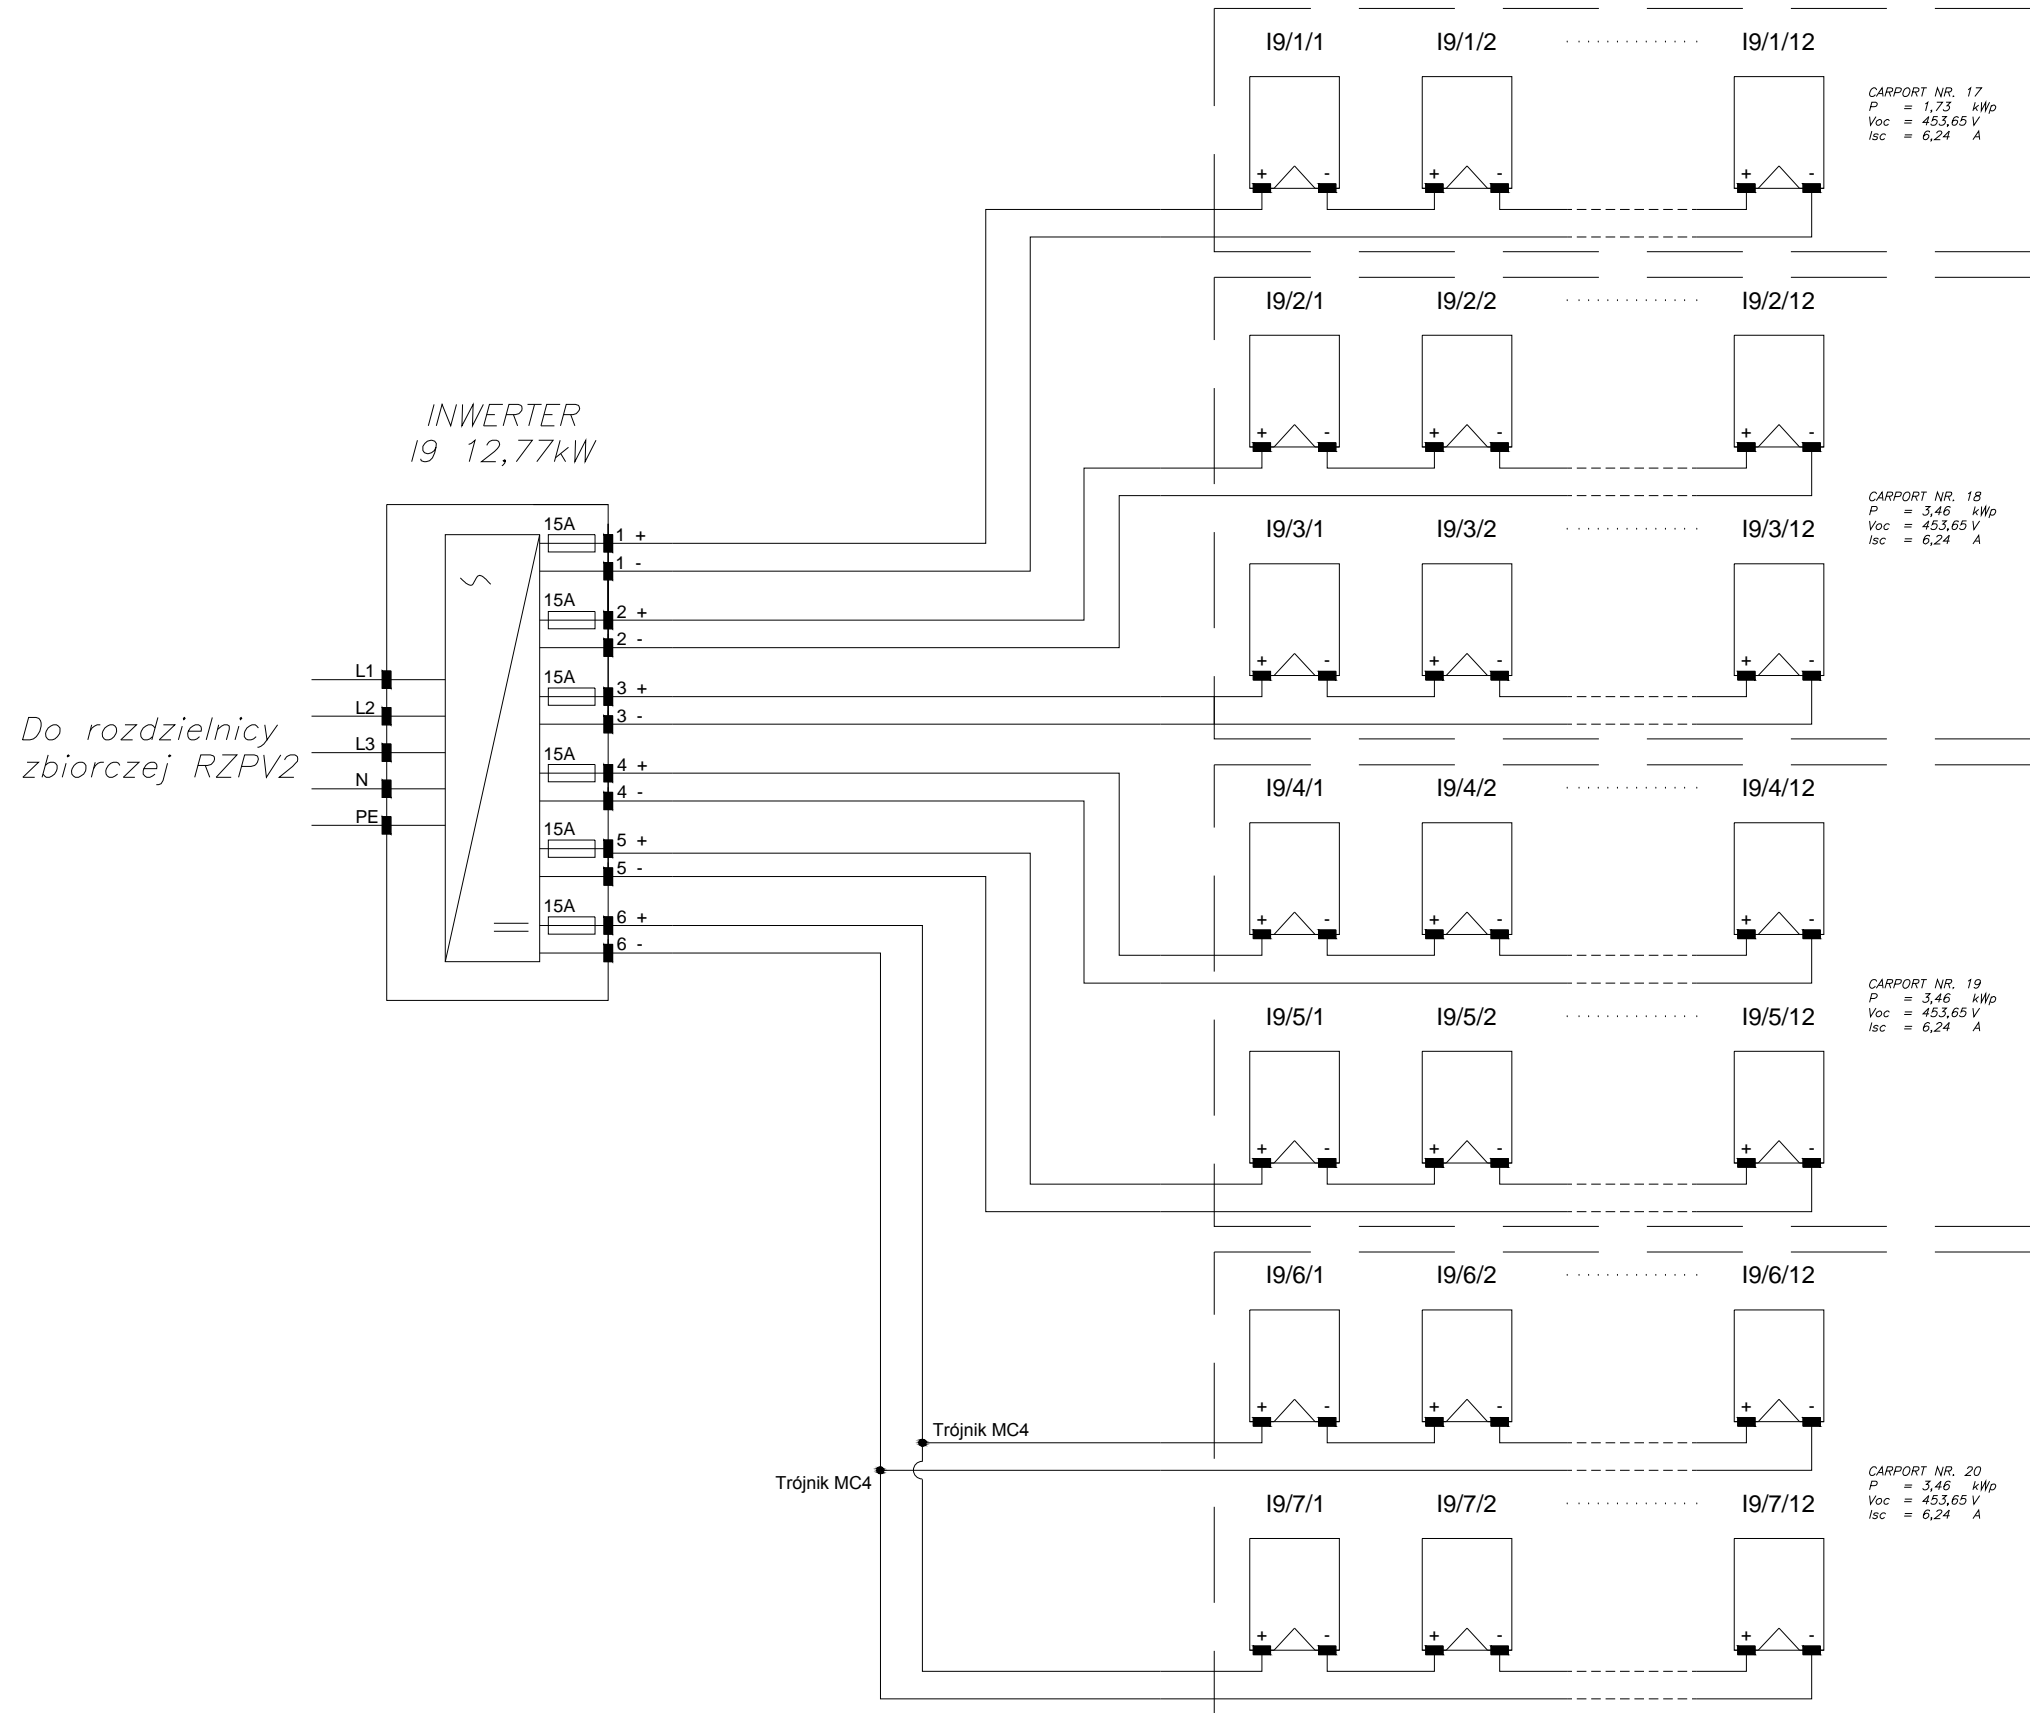 I9/1/1 I9/1/2 I9/1/12
CARPORT NR. 17
P = 1,73 kWp
Voc = 453,65 V
Isc = 6,24 A
+ - + - + -
I9/2/1 I9/2/2 I9/2/12
+ - + - + -
CARPORT NR. 18
P = 3,46 kWp
Voc = 453,65 V
Isc = 6,24 A
I9/3/1 I9/3/2 I9/3/12
+ - + - + -
INWERTER
I9 12,77kW
15A 1 +
1 -
15A 2 +
2 -
15A 3 +
3 -
15A 4 +
4 -
15A 5 +
5 -
15A 6 +
6 -
L1
L2
L3
N
PE
Do rozdzielnicy
zbiorczej RZPV2
I9/4/1 I9/4/2 I9/4/12
+ - + - + -
CARPORT NR. 19
P = 3,46 kWp
Voc = 453,65 V
Isc = 6,24 A
I9/5/1 I9/5/2 I9/5/12
+ - + - + -
I9/6/1 I9/6/2 I9/6/12
+ - + - + -
Trójnik MC4
Trójnik MC4
CARPORT NR. 20
P = 3,46 kWp
Voc = 453,65 V
Isc = 6,24 A
I9/7/1 I9/7/2 I9/7/12
+ - + - + -